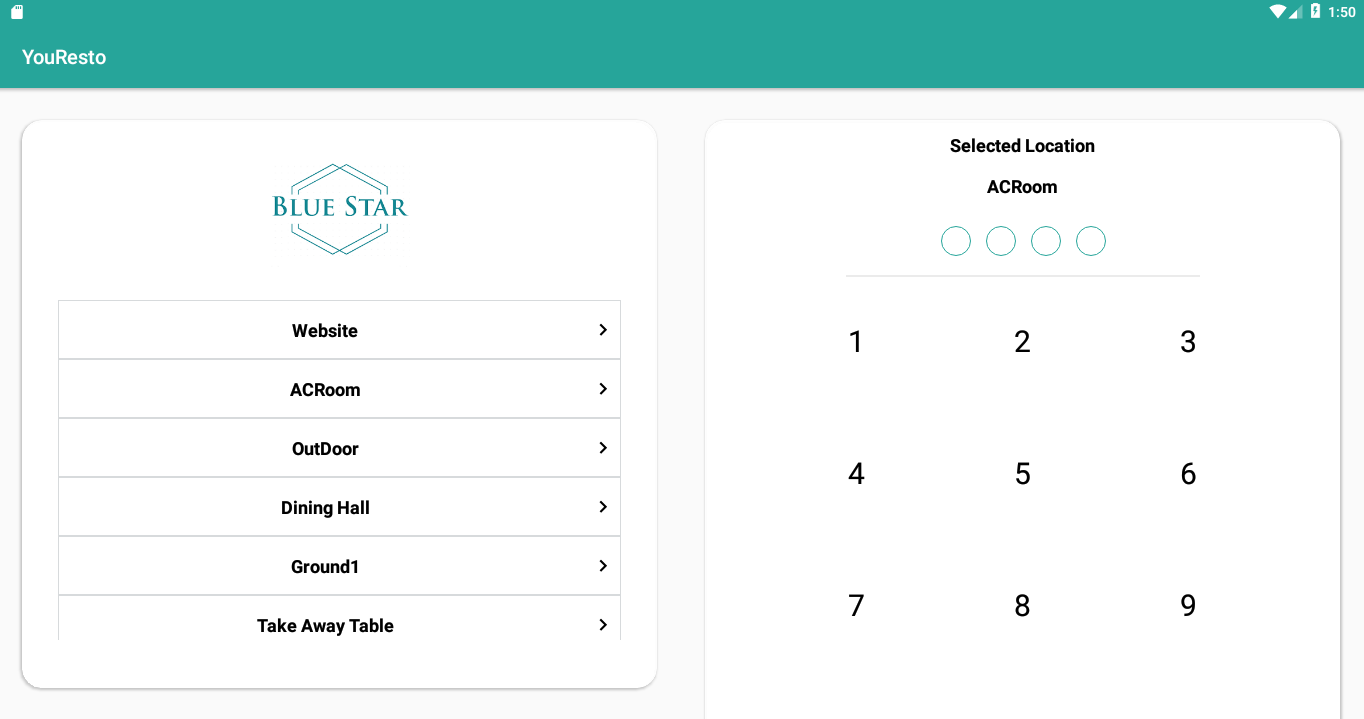 1:50
YouResto
BLUE STAR
Website
ACRoom
OutDoor
Dining Hall
Ground1
Take Away Table
Selected Location
ACRoom
1 2 3
4 5 6
7 8 9